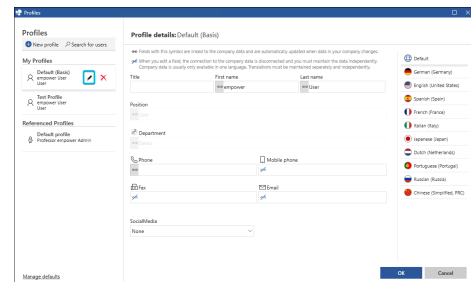 Profiles
Profiles
New profile Search for users
My Profiles
Default (Basis)
empower User
User
Test Profile
empower User
User
Referenced Profiles
Default profile
Professor empower Admin
Manage defaults
Profile details: Default (Basis)
Fields with this symbol are linked to the company data and are automatically updated when data in your company changes.
When you edit a field, the connection to the company data is disconnected and you must maintain the data independently.
Company data is usually only available in one language. Translations must be maintained separately and independently.
Title First name Last name
empower User
Position
User
Department
Phone Mobile phone
Fax Email
SocialMedia
None
Default
German (Germany)
English (United States)
Spanish (Spain)
French (France)
Italian (Italy)
Japanese (Japan)
Dutch (Netherlands)
Portuguese (Portugal)
Russian (Russia)
Chinese (Simplified, PRC)
OK Cancel